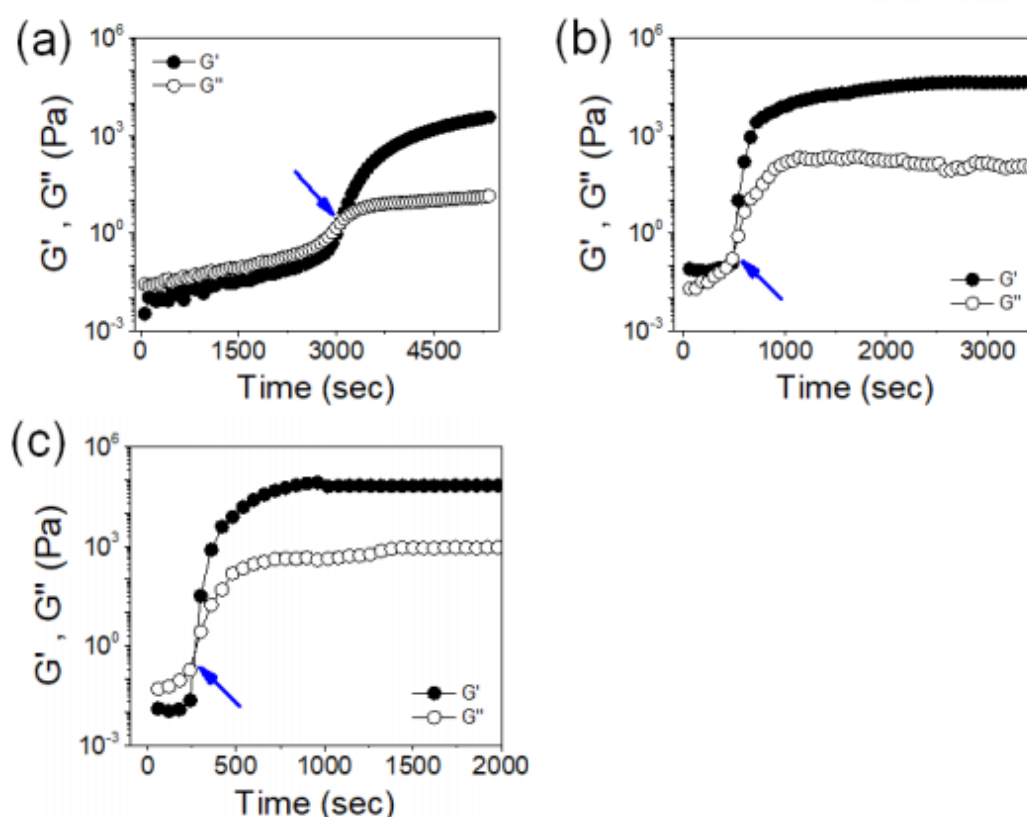 (a)
G', G'' (Pa)
10⁶
10³
10⁰
10⁻³
G'
G''
0 1500 3000 4500
Time (sec)
(b)
G', G'' (Pa)
10⁶
10³
10⁰
10⁻³
G'
G''
0 1000 2000 3000
Time (sec)
(c)
G', G'' (Pa)
10⁶
10³
10⁰
10⁻³
G'
G''
0 500 1000 1500 2000
Time (sec)